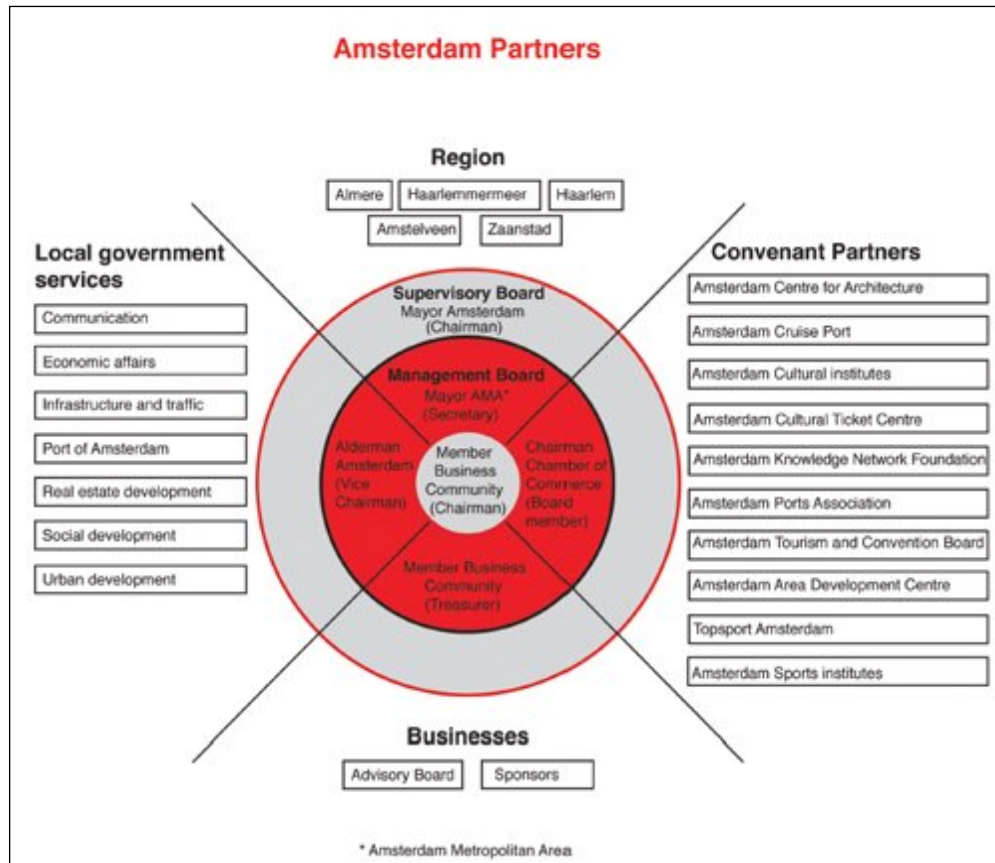 Amsterdam Partners
Region
Almere
Haarlemmermeer
Haarlem
Amstelveen
Zaanstad
Local government
services
Communication
Economic affairs
Infrastructure and traffic
Port of Amsterdam
Real estate development
Social development
Urban development
Supervisory Board
Mayor Amsterdam
(Chairman)
Management Board
Mayor AMA*
(Secretary)
Alderman
Amsterdam
(Vice
Chairman)
Member
Business
Community
(Chairman)
Chairman
Chamber of
Commerce
(Board
member)
Member Business
Community
(Treasurer)
Convenant Partners
Amsterdam Centre for Architecture
Amsterdam Cruise Port
Amsterdam Cultural institutes
Amsterdam Cultural Ticket Centre
Amsterdam Knowledge Network Foundation
Amsterdam Ports Association
Amsterdam Tourism and Convention Board
Amsterdam Area Development Centre
Topsport Amsterdam
Amsterdam Sports institutes
Businesses
Advisory Board
Sponsors
* Amsterdam Metropolitan Area